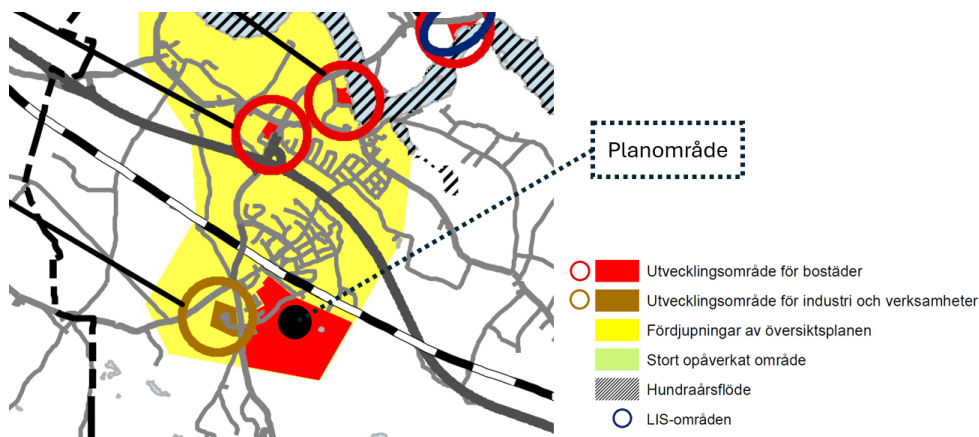 Planområde
Utvecklingsområde för bostäder
Utvecklingsområde för industri och verksamheter
Fördjupningar av översiktsplanen
Stort opåverkat område
Hundraårsflöde
LIS-områden